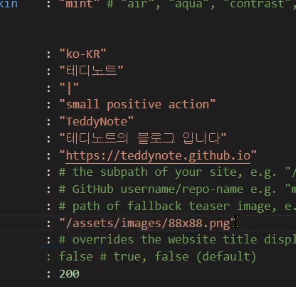 kin : "mint" # "air", "aqua", "contrast",
: "ko-KR"
: "테디노트"
: "|"
: "small positive action"
: "TeddyNote"
: "테디노트의 블로그 입니다"
: "https://teddynote.github.io"
: # the subpath of your site, e.g. "/
: # GitHub username/repo-name e.g. "m
: # path of fallback teaser image, e.
: "/assets/images/88x88.png"
: # overrides the website title displ
: false # true, false (default)
: 200